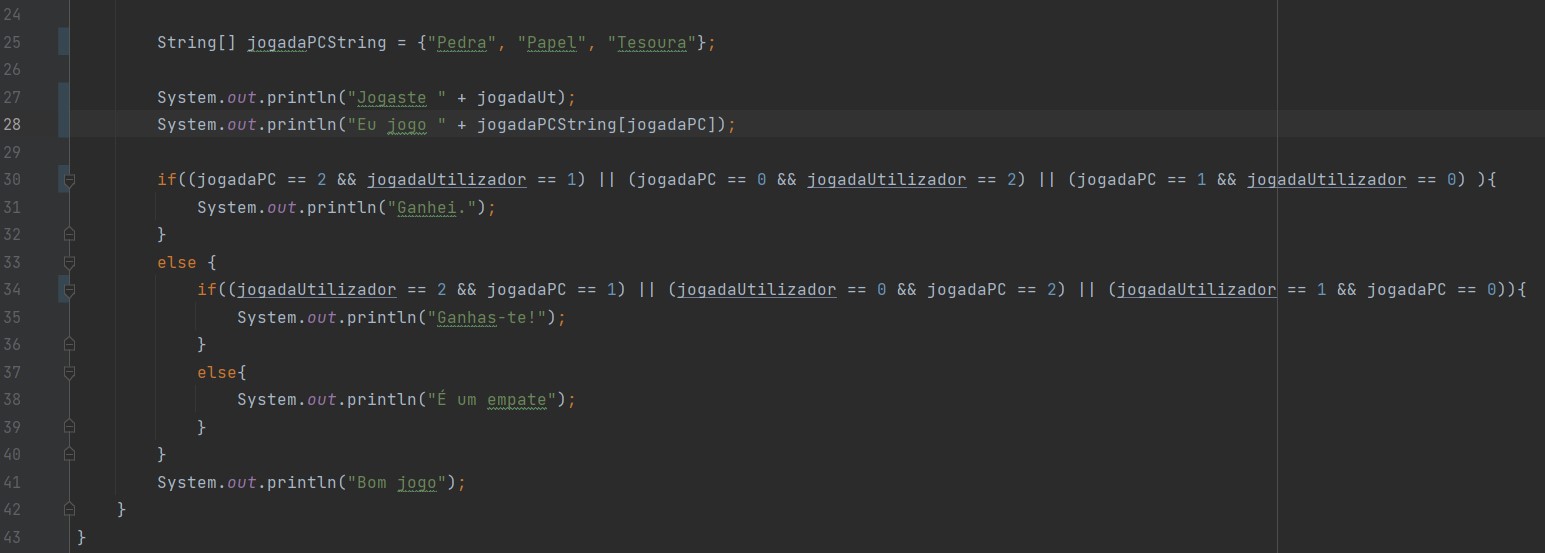 24
25 String[] jogadaPCString = {"Pedra", "Papel", "Tesoura"};
26
27 System.out.println("Jogaste " + jogadaUt);
28 System.out.println("Eu jogo " + jogadaPCString[jogadaPC]);
29
30 if((jogadaPC == 2 && jogadaUtilizador == 1) || (jogadaPC == 0 && jogadaUtilizador == 2) || (jogadaPC == 1 && jogadaUtilizador == 0) ){
31 System.out.println("Ganhei.");
32 }
33 else {
34 if((jogadaUtilizador == 2 && jogadaPC == 1) || (jogadaUtilizador == 0 && jogadaPC == 2) || (jogadaUtilizador == 1 && jogadaPC == 0)){
35 System.out.println("Ganhas-te!");
36 }
37 else{
38 System.out.println("É um empate");
39 }
40 }
41 System.out.println("Bom jogo");
42 }
43 }